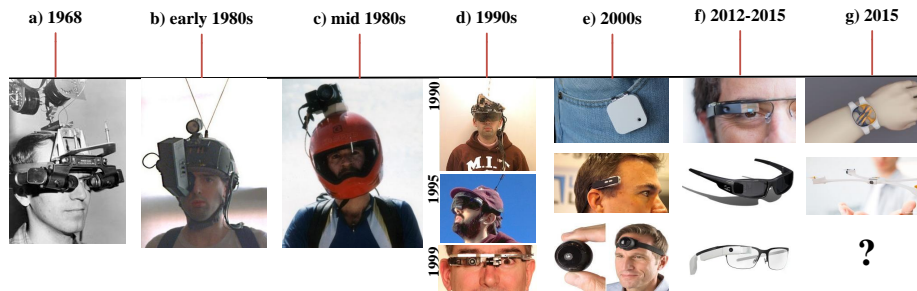 a) 1968
b) early 1980s
c) mid 1980s
d) 1990s
e) 2000s
f) 2012-2015
g) 2015
1990
M.I.T
1995
1999
?